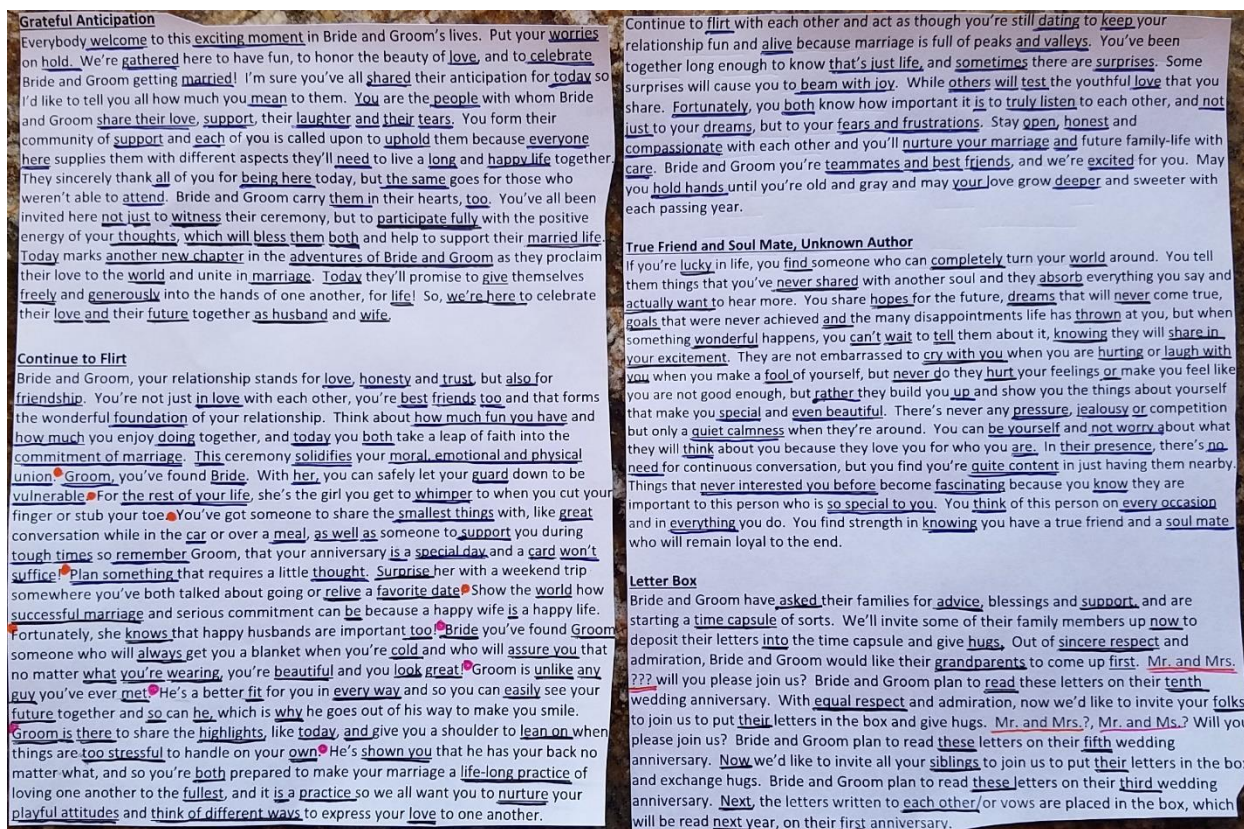 Grateful Anticipation
Everybody welcome to this exciting moment in Bride and Groom's lives.  Put your worries
on hold.  We're gathered here to have fun, to honor the beauty of love, and to celebrate
Bride and Groom getting married!  I'm sure you've all shared their anticipation for today so
I'd like to tell you all how much you mean to them.  You are the people with whom Bride
and Groom share their love, support, their laughter and their tears.  You form their
community of support and each of you is called upon to uphold them because everyone
here supplies them with different aspects they'll need to live a long and happy life together.
They sincerely thank all of you for being here today, but the same goes for those who
weren't able to attend.  Bride and Groom carry them in their hearts, too.  You've all been
invited here not just to witness their ceremony, but to participate fully with the positive
energy of your thoughts, which will bless them both and help to support their married life.
Today marks another new chapter in the adventures of Bride and Groom as they proclaim
their love to the world and unite in marriage.  Today they'll promise to give themselves
freely and generously into the hands of one another, for life!  So, we're here to celebrate
their love and their future together as husband and wife.
Continue to Flirt
Bride and Groom, your relationship stands for love, honesty and trust, but also for
friendship.  You're not just in love with each other, you're best friends too and that forms
the wonderful foundation of your relationship.  Think about how much fun you have and
how much you enjoy doing together, and today you both take a leap of faith into the
commitment of marriage.  This ceremony solidifies your moral, emotional and physical
union.  Groom, you've found Bride.  With her, you can safely let your guard down to be
vulnerable.  For the rest of your life, she's the girl you get to whimper to when you cut your
finger or stub your toe.  You've got someone to share the smallest things with, like great
conversation while in the car or over a meal, as well as someone to support you during
tough times so remember Groom, that your anniversary is a special day and a card won't
suffice!  Plan something that requires a little thought.  Surprise her with a weekend trip
somewhere you've both talked about going or relive a favorite date.  Show the world how
successful marriage and serious commitment can be because a happy wife is a happy life.
Fortunately, she knows that happy husbands are important too!  Bride you've found Groom
someone who will always get you a blanket when you're cold and who will assure you that
no matter what you're wearing, you're beautiful and you look great!  Groom is unlike any
guy you've ever met.  He's a better fit for you in every way and so you can easily see your
future together and so can he, which is why he goes out of his way to make you smile.
Groom is there to share the highlights, like today, and give you a shoulder to lean on when
things are too stressful to handle on your own.  He's shown you that he has your back no
matter what, and so you're both prepared to make your marriage a life-long practice of
loving one another to the fullest, and it is a practice so we all want you to nurture your
playful attitudes and think of different ways to express your love to one another.
Continue to flirt with each other and act as though you're still dating to keep your
relationship fun and alive because marriage is full of peaks and valleys.  You've been
together long enough to know that's just life, and sometimes there are surprises.  Some
surprises will cause you to beam with joy.  While others will test the youthful love that you
share.  Fortunately, you both know how important it is to truly listen to each other, and not
just to your dreams, but to your fears and frustrations.  Stay open, honest and
compassionate with each other and you'll nurture your marriage and future family-life with
care.  Bride and Groom you're teammates and best friends, and we're excited for you.  May
you hold hands until you're old and gray and may your love grow deeper and sweeter with
each passing year.
True Friend and Soul Mate, Unknown Author
If you're lucky in life, you find someone who can completely turn your world around.  You tell
them things that you've never shared with another soul and they absorb everything you say and
actually want to hear more.  You share hopes for the future, dreams that will never come true,
goals that were never achieved and the many disappointments life has thrown at you, but when
something wonderful happens, you can't wait to tell them about it, knowing they will share in
your excitement.  They are not embarrassed to cry with you when you are hurting or laugh with
you when you make a fool of yourself, but never do they hurt your feelings or make you feel like
you are not good enough, but rather they build you up and show you the things about yourself
that make you special and even beautiful.  There's never any pressure, jealousy or competition
but only a quiet calmness when they're around.  You can be yourself and not worry about what
they will think about you because they love you for who you are.  In their presence, there's no
need for continuous conversation, but you find you're quite content in just having them nearby.
Things that never interested you before become fascinating because you know they are
important to this person who is so special to you.  You think of this person on every occasion
and in everything you do.  You find strength in knowing you have a true friend and a soul mate
who will remain loyal to the end.
Letter Box
Bride and Groom have asked their families for advice, blessings and support, and are
starting a time capsule of sorts.  We'll invite some of their family members up now to
deposit their letters into the time capsule and give hugs.  Out of sincere respect and
admiration, Bride and Groom would like their grandparents to come up first.  Mr. and Mrs.
??? will you please join us?  Bride and Groom plan to read these letters on their tenth
wedding anniversary.  With equal respect and admiration, now we'd like to invite your folks
to join us to put their letters in the box and give hugs.  Mr. and Mrs.?, Mr. and Ms.? Will you
please join us?  Bride and Groom plan to read these letters on their fifth wedding
anniversary.  Now we'd like to invite all your siblings to join us to put their letters in the box
and exchange hugs.  Bride and Groom plan to read these letters on their third wedding
anniversary.  Next, the letters written to each other/or vows are placed in the box, which
will be read next year, on their first anniversary.